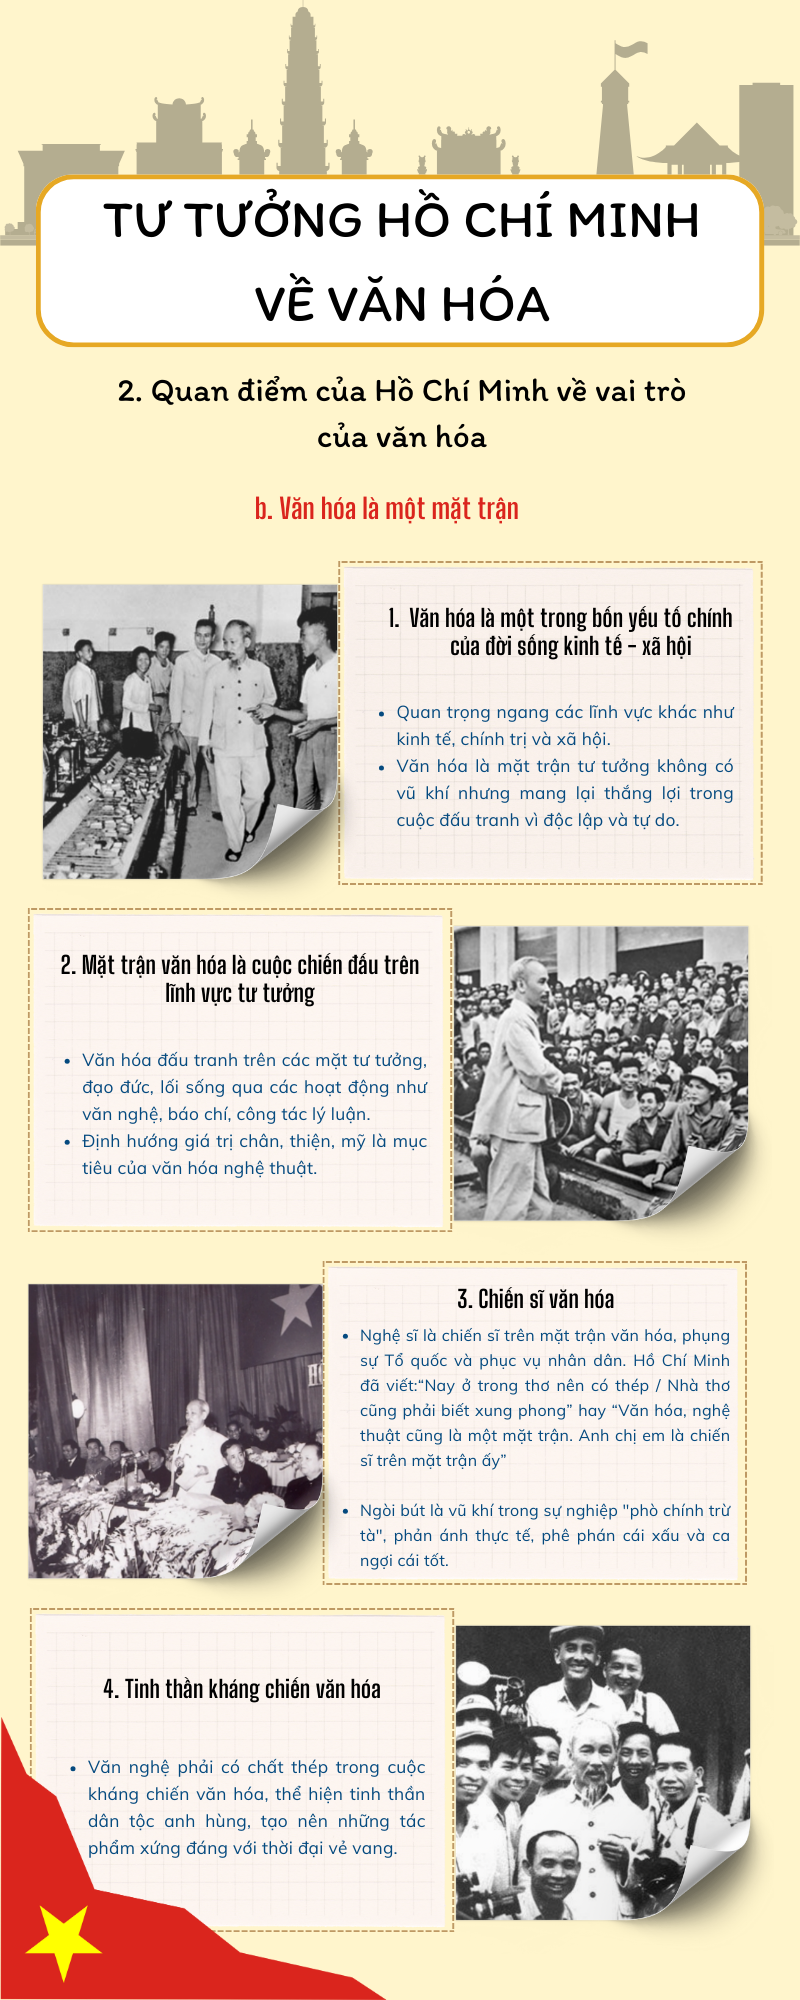 TƯ TƯỞNG HỒ CHÍ MINH
VỀ VĂN HÓA
2. Quan điểm của Hồ Chí Minh về vai trò
của văn hóa
b. Văn hóa là một mặt trận
1. Văn hóa là một trong bốn yếu tố chính
của đời sống kinh tế - xã hội
• Quan trọng ngang các lĩnh vực khác như
kinh tế, chính trị và xã hội.
• Văn hóa là mặt trận tư tưởng không có
vũ khí nhưng mang lại thắng lợi trong
cuộc đấu tranh vì độc lập và tự do.
2. Mặt trận văn hóa là cuộc chiến đấu trên
lĩnh vực tư tưởng
• Văn hóa đấu tranh trên các mặt tư tưởng,
đạo đức, lối sống qua các hoạt động như
văn nghệ, báo chí, công tác lý luận.
• Định hướng giá trị chân, thiện, mỹ là mục
tiêu của văn hóa nghệ thuật.
3. Chiến sĩ văn hóa
• Nghệ sĩ là chiến sĩ trên mặt trận văn hóa, phụng
sự Tổ quốc và phục vụ nhân dân. Hồ Chí Minh
đã viết:“Nay ở trong thơ nên có thép / Nhà thơ
cũng phải biết xung phong” hay “Văn hóa, nghệ
thuật cũng là một mặt trận. Anh chị em là chiến
sĩ trên mặt trận ấy”
• Ngòi bút là vũ khí trong sự nghiệp "phò chính trừ
tà", phản ánh thực tế, phê phán cái xấu và ca
ngợi cái tốt.
4. Tinh thần kháng chiến văn hóa
• Văn nghệ phải có chất thép trong cuộc
kháng chiến văn hóa, thể hiện tinh thần
dân tộc anh hùng, tạo nên những tác
phẩm xứng đáng với thời đại vẻ vang.